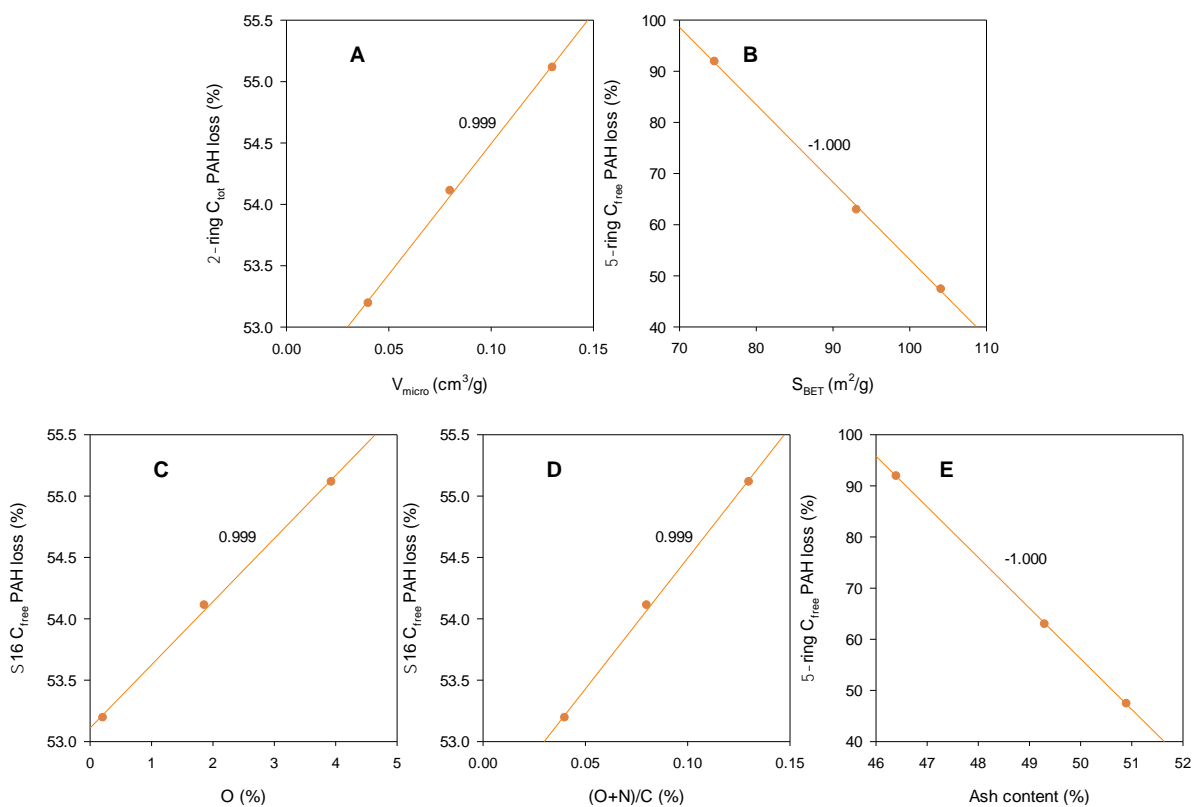 A
0.999
2-ring C_tot PAH loss (%)
55.5
55.0
54.5
54.0
53.5
53.0
0.00 0.05 0.10 0.15
V_micro (cm³/g)
B
-1.000
5-ring C_free PAH loss (%)
100
90
80
70
60
50
40
70 80 90 100 110
S_BET (m²/g)
C
0.999
S16 C_free PAH loss (%)
55.5
55.0
54.5
54.0
53.5
53.0
0 1 2 3 4 5
O (%)
D
0.999
S16 C_free PAH loss (%)
55.5
55.0
54.5
54.0
53.5
53.0
0.00 0.05 0.10 0.15
(O+N)/C (%)
E
-1.000
5-ring C_free PAH loss (%)
100
90
80
70
60
50
40
46 47 48 49 50 51 52
Ash content (%)